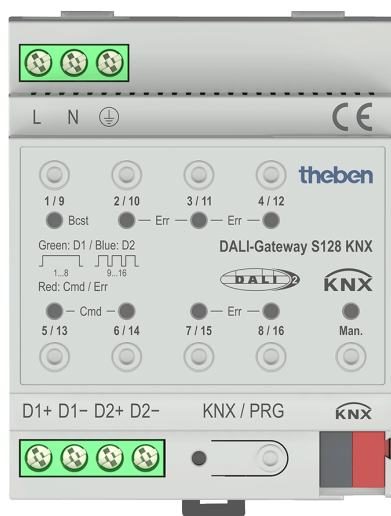 L N
CE
theben
1 / 9 2 / 10 3 / 11 4 / 12
Bcst Err Err
Green: D1 / Blue: D2
1...8 9...16
Red: Cmd / Err
DALI-Gateway S128 KNX
DALI 2
KNX
Cmd Err
5 / 13 6 / 14 7 / 15 8 / 16 Man.
D1+ D1− D2+ D2− KNX / PRG KNX